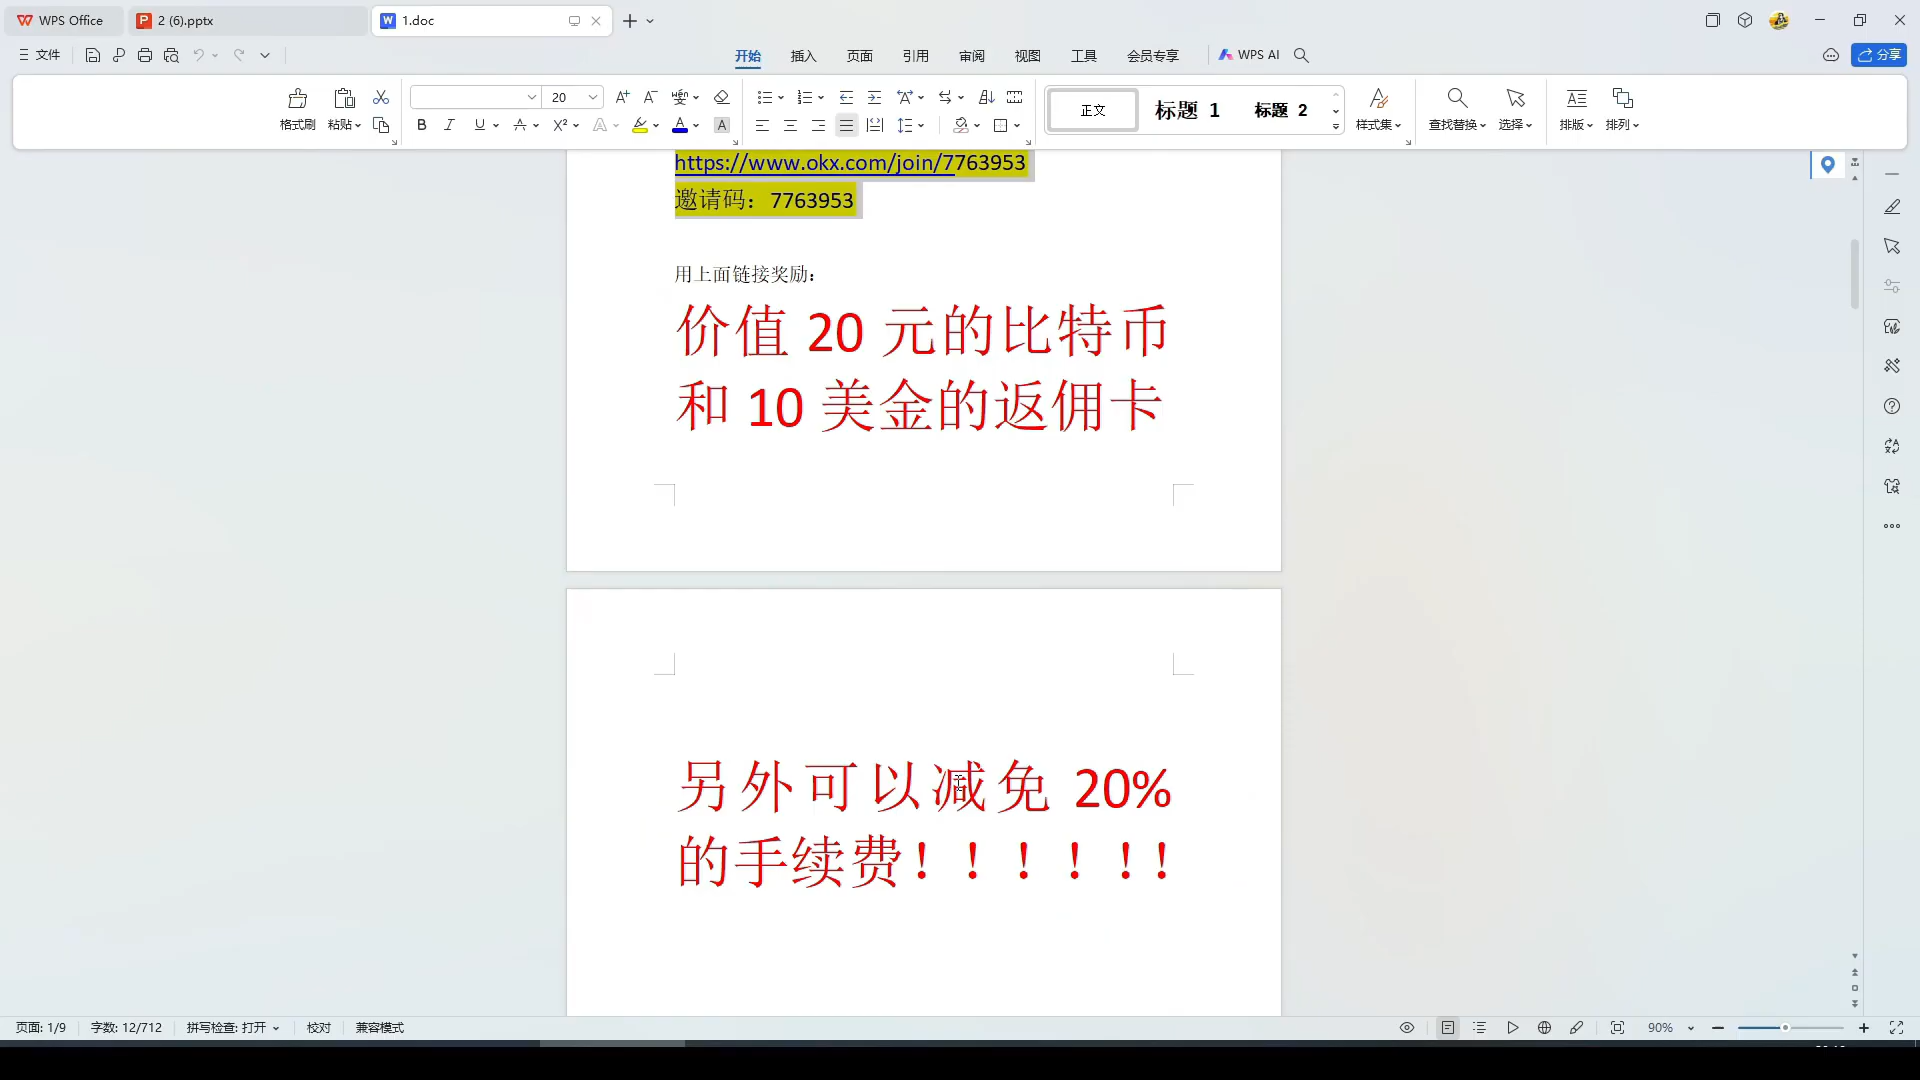 WPS Office
2 (6).pptx
1.doc
文件
开始
插入
页面
引用
审阅
视图
工具
会员专享
WPS AI
分享
20
格式刷
粘贴
正文
标题 1
标题 2
样式集
查找替换
选择
排版
排列
https://www.okx.com/join/7763953
邀请码：7763953
用上面链接奖励：
价值 20 元的比特币
和 10 美金的返佣卡
另外可以减免 20%
的手续费！！！！！！
页面: 1/9
字数: 12/712
拼写检查: 打开
校对
兼容模式
90%